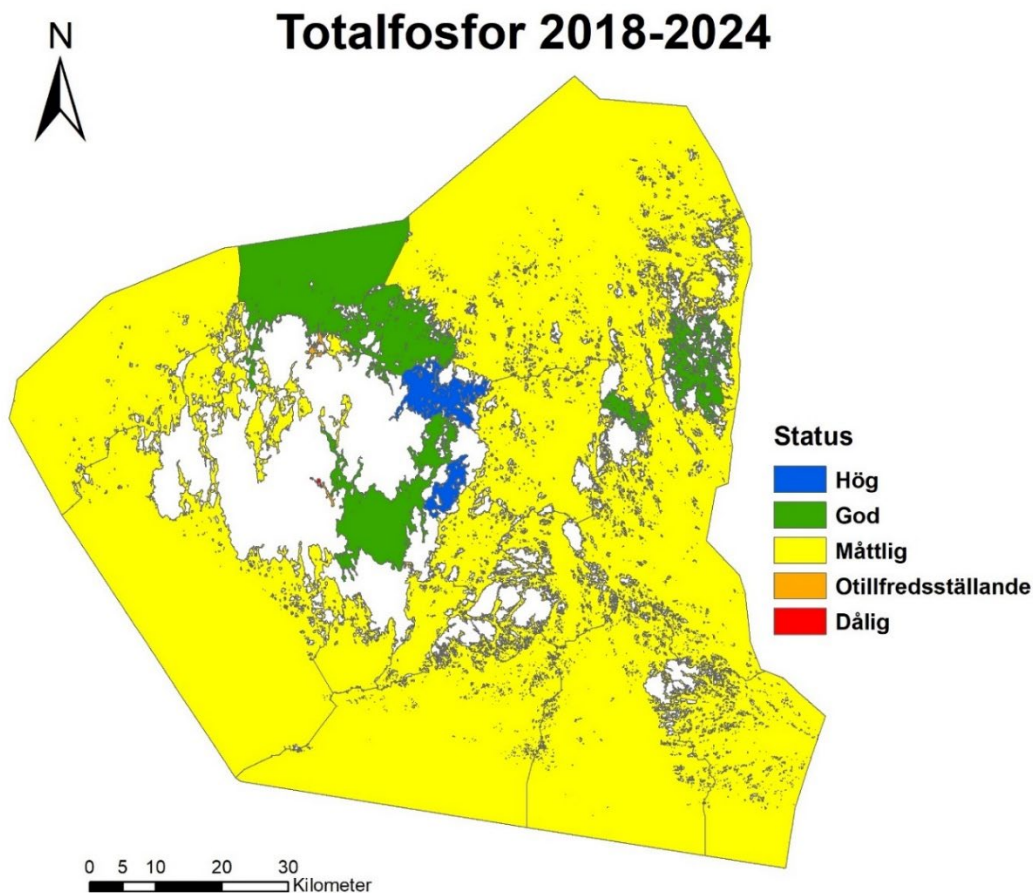 Totalfosfor 2018-2024
N
Status
Hög
God
Måttlig
Otillfredsställande
Dålig
0 5 10 20 30
Kilometer